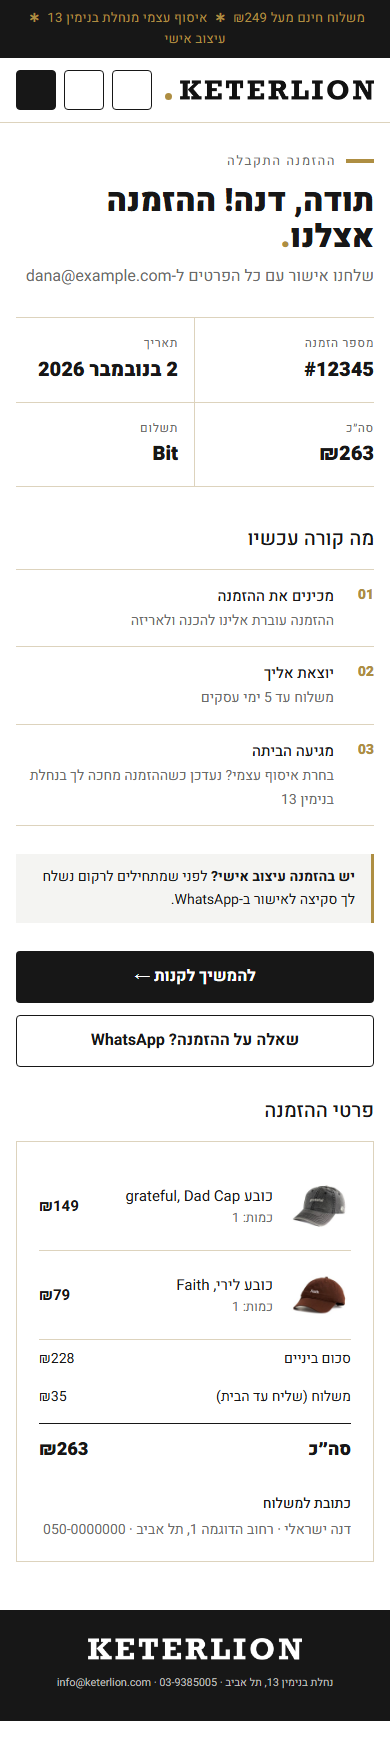 משלוח חינם מעל ₪249 ∗ איסוף עצמי מנחלת בנימין 13 ∗
עיצוב אישי
KETERLION.
ההזמנה התקבלה
תודה, דנה! ההזמנה
אצלנו.
שלחנו אישור עם כל הפרטים ל-dana@example.com
מספר הזמנה
#12345
תאריך
2 בנובמבר 2026
סה״כ
₪263
תשלום
Bit
מה קורה עכשיו
01
מכינים את ההזמנה
ההזמנה עוברת אלינו להכנה ולאריזה
02
יוצאת אליך
משלוח עד 5 ימי עסקים
03
מגיעה הביתה
בחרת איסוף עצמי? נעדכן כשההזמנה מחכה לך בנחלת
בנימין 13
יש בהזמנה עיצוב אישי? לפני שמתחילים לרקום נשלח
לך סקיצה לאישור ב-WhatsApp.
להמשיך לקנות ←
שאלה על ההזמנה? WhatsApp
פרטי ההזמנה
כובע grateful, Dad Cap
כמות: 1
₪149
כובע לירי, Faith
כמות: 1
₪79
סכום ביניים
₪228
משלוח (שליח עד הבית)
₪35
סה״כ
₪263
כתובת למשלוח
דנה ישראלי · רחוב הדוגמה 1, תל אביב · 050-0000000
KETERLION
נחלת בנימין 13, תל אביב · 03-9385005 · info@keterlion.com